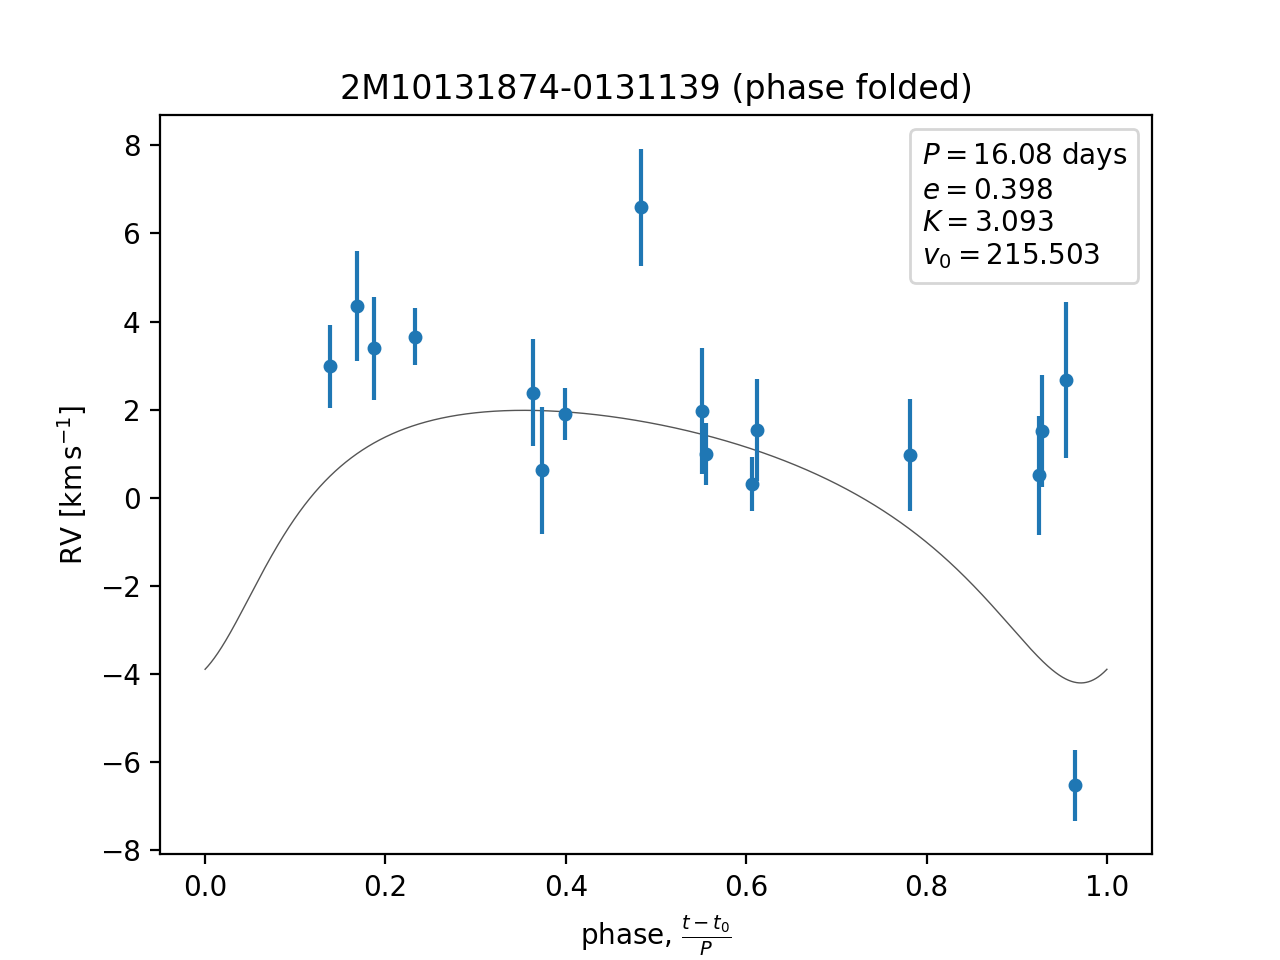 2M10131874-0131139 (phase folded)
P = 16.08 days
e = 0.398
K = 3.093
v₀ = 215.503
8
6
4
2
0
−2
−4
−6
−8
RV [km s⁻¹]
0.0 0.2 0.4 0.6 0.8 1.0
phase, (t − t₀)/P